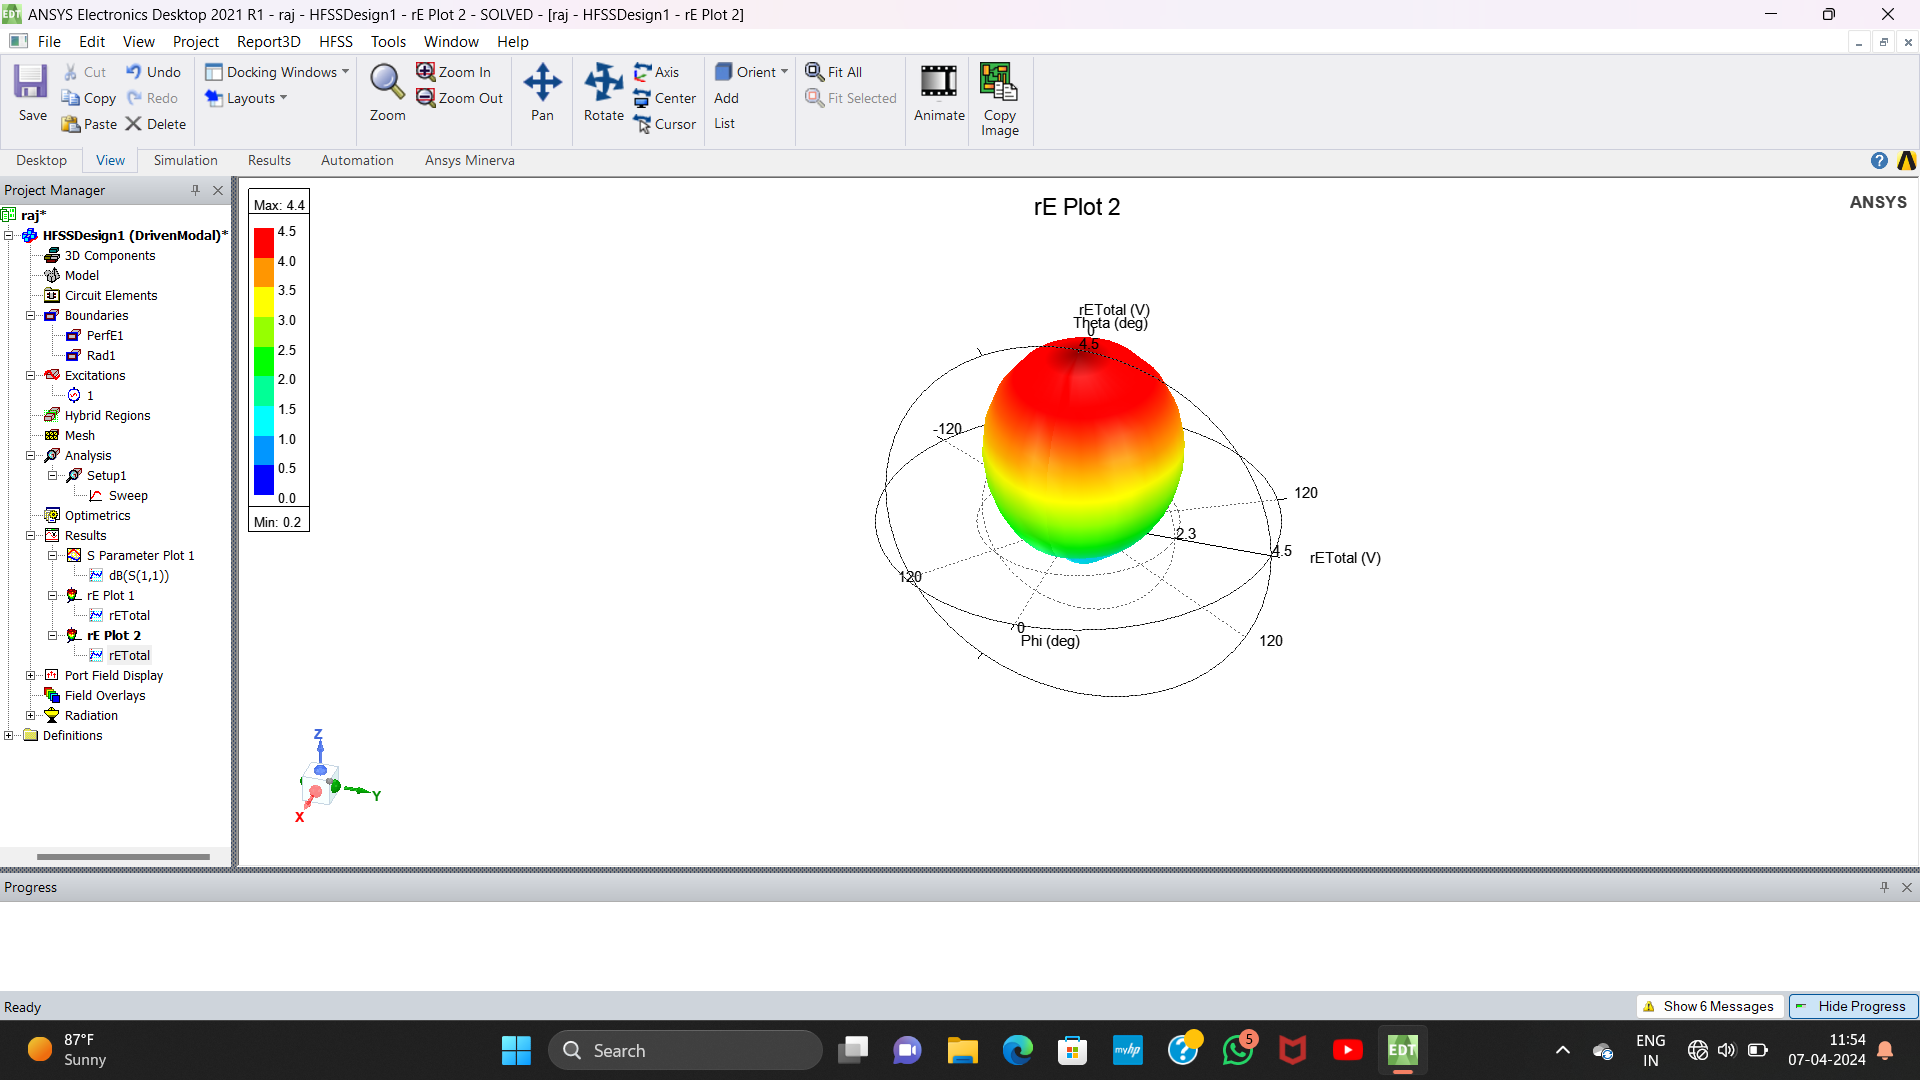 ANSYS Electronics Desktop 2021 R1 - raj - HFSSDesign1 - rE Plot 2 - SOLVED - [raj - HFSSDesign1 - rE Plot 2]
File Edit View Project Report3D HFSS Tools Window Help
Save
Cut
Copy
Paste
Undo
Redo
Delete
Docking Windows
Layouts
Zoom
Zoom In
Zoom Out
Pan
Rotate
Axis
Center
Cursor
Orient
Add
List
Fit All
Fit Selected
Animate
Copy
Image
Desktop View Simulation Results Automation Ansys Minerva
Project Manager
raj*
HFSSDesign1 (DrivenModal)*
3D Components
Model
Circuit Elements
Boundaries
PerfE1
Rad1
Excitations
1
Hybrid Regions
Mesh
Analysis
Setup1
Sweep
Optimetrics
Results
S Parameter Plot 1
dB(S(1,1))
rE Plot 1
rETotal
rE Plot 2
rETotal
Port Field Display
Field Overlays
Radiation
Definitions
Max: 4.4
4.5
4.0
3.5
3.0
2.5
2.0
1.5
1.0
0.5
0.0
Min: 0.2
rE Plot 2
ANSYS
rETotal (V)
Theta (deg)
0
4.5
-120
120
2.3
4.5
rETotal (V)
120
0
Phi (deg)
120
Z
Y
X
Progress
Ready
Show 6 Messages
Hide Progress
87°F
Sunny
Search
myhp
5
EDT
ENG
IN
11:54
07-04-2024